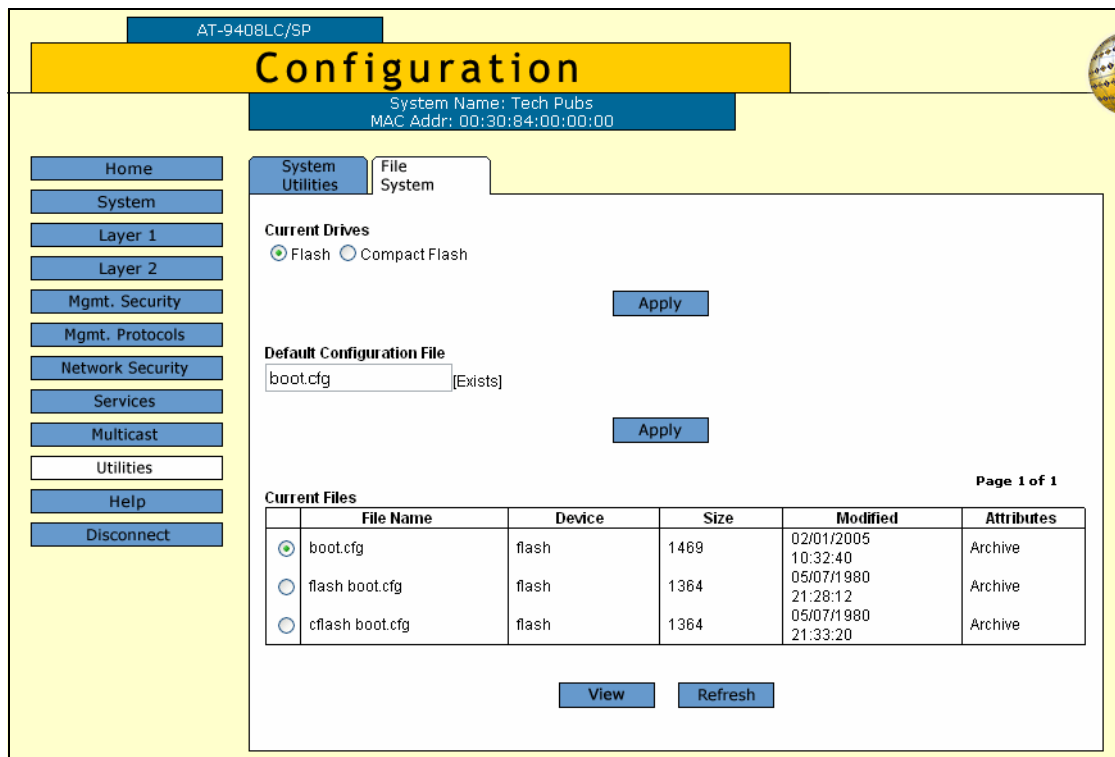 AT-9408LC/SP
Configuration
System Name: Tech Pubs
MAC Addr: 00:30:84:00:00:00
Home
System
Layer 1
Layer 2
Mgmt. Security
Mgmt. Protocols
Network Security
Services
Multicast
Utilities
Help
Disconnect
System
Utilities
File
System
Current Drives
Flash Compact Flash
Apply
Default Configuration File
boot.cfg [Exists]
Apply
Page 1 of 1
Current Files
File Name Device Size Modified Attributes
boot.cfg flash 1469 02/01/2005 10:32:40 Archive
flash boot.cfg flash 1364 05/07/1980 21:28:12 Archive
cflash boot.cfg flash 1364 05/07/1980 21:33:20 Archive
View Refresh